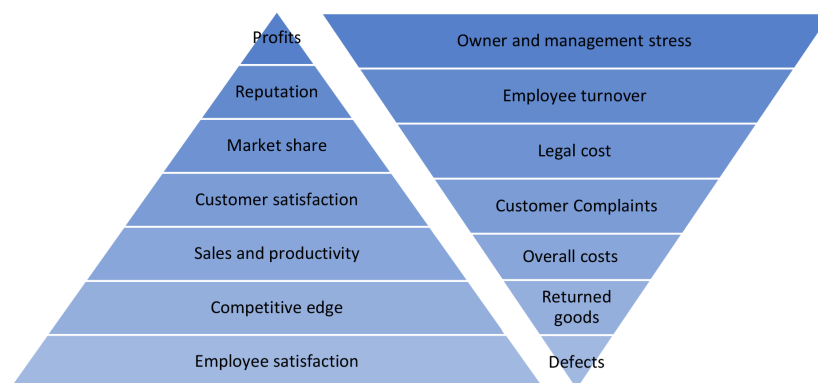 Profits
Reputation
Market share
Customer satisfaction
Sales and productivity
Competitive edge
Employee satisfaction
Owner and management stress
Employee turnover
Legal cost
Customer Complaints
Overall costs
Returned
goods
Defects